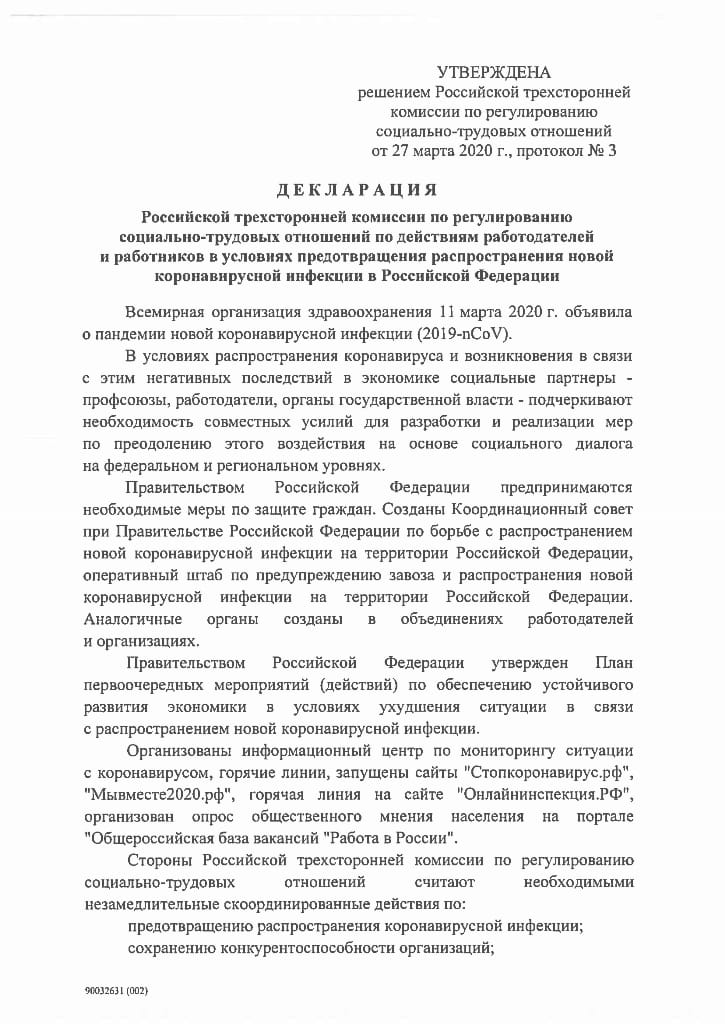 УТВЕРЖДЕНА
решением Российской трехсторонней
комиссии по регулированию
социально-трудовых отношений
от 27 марта 2020 г., протокол № 3
ДЕКЛАРАЦИЯ
Российской трехсторонней комиссии по регулированию
социально-трудовых отношений по действиям работодателей
и работников в условиях предотвращения распространения новой
коронавирусной инфекции в Российской Федерации
Всемирная организация здравоохранения 11 марта 2020 г. объявила
о пандемии новой коронавирусной инфекции (2019-nCoV).
В условиях распространения коронавируса и возникновения в связи
с этим негативных последствий в экономике социальные партнеры -
профсоюзы, работодатели, органы государственной власти - подчеркивают
необходимость совместных усилий для разработки и реализации мер
по преодолению этого воздействия на основе социального диалога
на федеральном и региональном уровнях.
Правительством Российской Федерации предпринимаются
необходимые меры по защите граждан. Созданы Координационный совет
при Правительстве Российской Федерации по борьбе с распространением
новой коронавирусной инфекции на территории Российской Федерации,
оперативный штаб по предупреждению завоза и распространения новой
коронавирусной инфекции на территории Российской Федерации.
Аналогичные органы созданы в объединениях работодателей
и организациях.
Правительством Российской Федерации утвержден План
первоочередных мероприятий (действий) по обеспечению устойчивого
развития экономики в условиях ухудшения ситуации в связи
с распространением новой коронавирусной инфекции.
Организованы информационный центр по мониторингу ситуации
с коронавирусом, горячие линии, запущены сайты "Стопкоронавирус.рф",
"Мывместе2020.рф", горячая линия на сайте "Онлайнинспекция.РФ",
организован опрос общественного мнения населения на портале
"Общероссийская база вакансий "Работа в России".
Стороны Российской трехсторонней комиссии по регулированию
социально-трудовых отношений считают необходимыми
незамедлительные скоординированные действия по:
предотвращению распространения коронавирусной инфекции;
сохранению конкурентоспособности организаций;
90032631 (002)